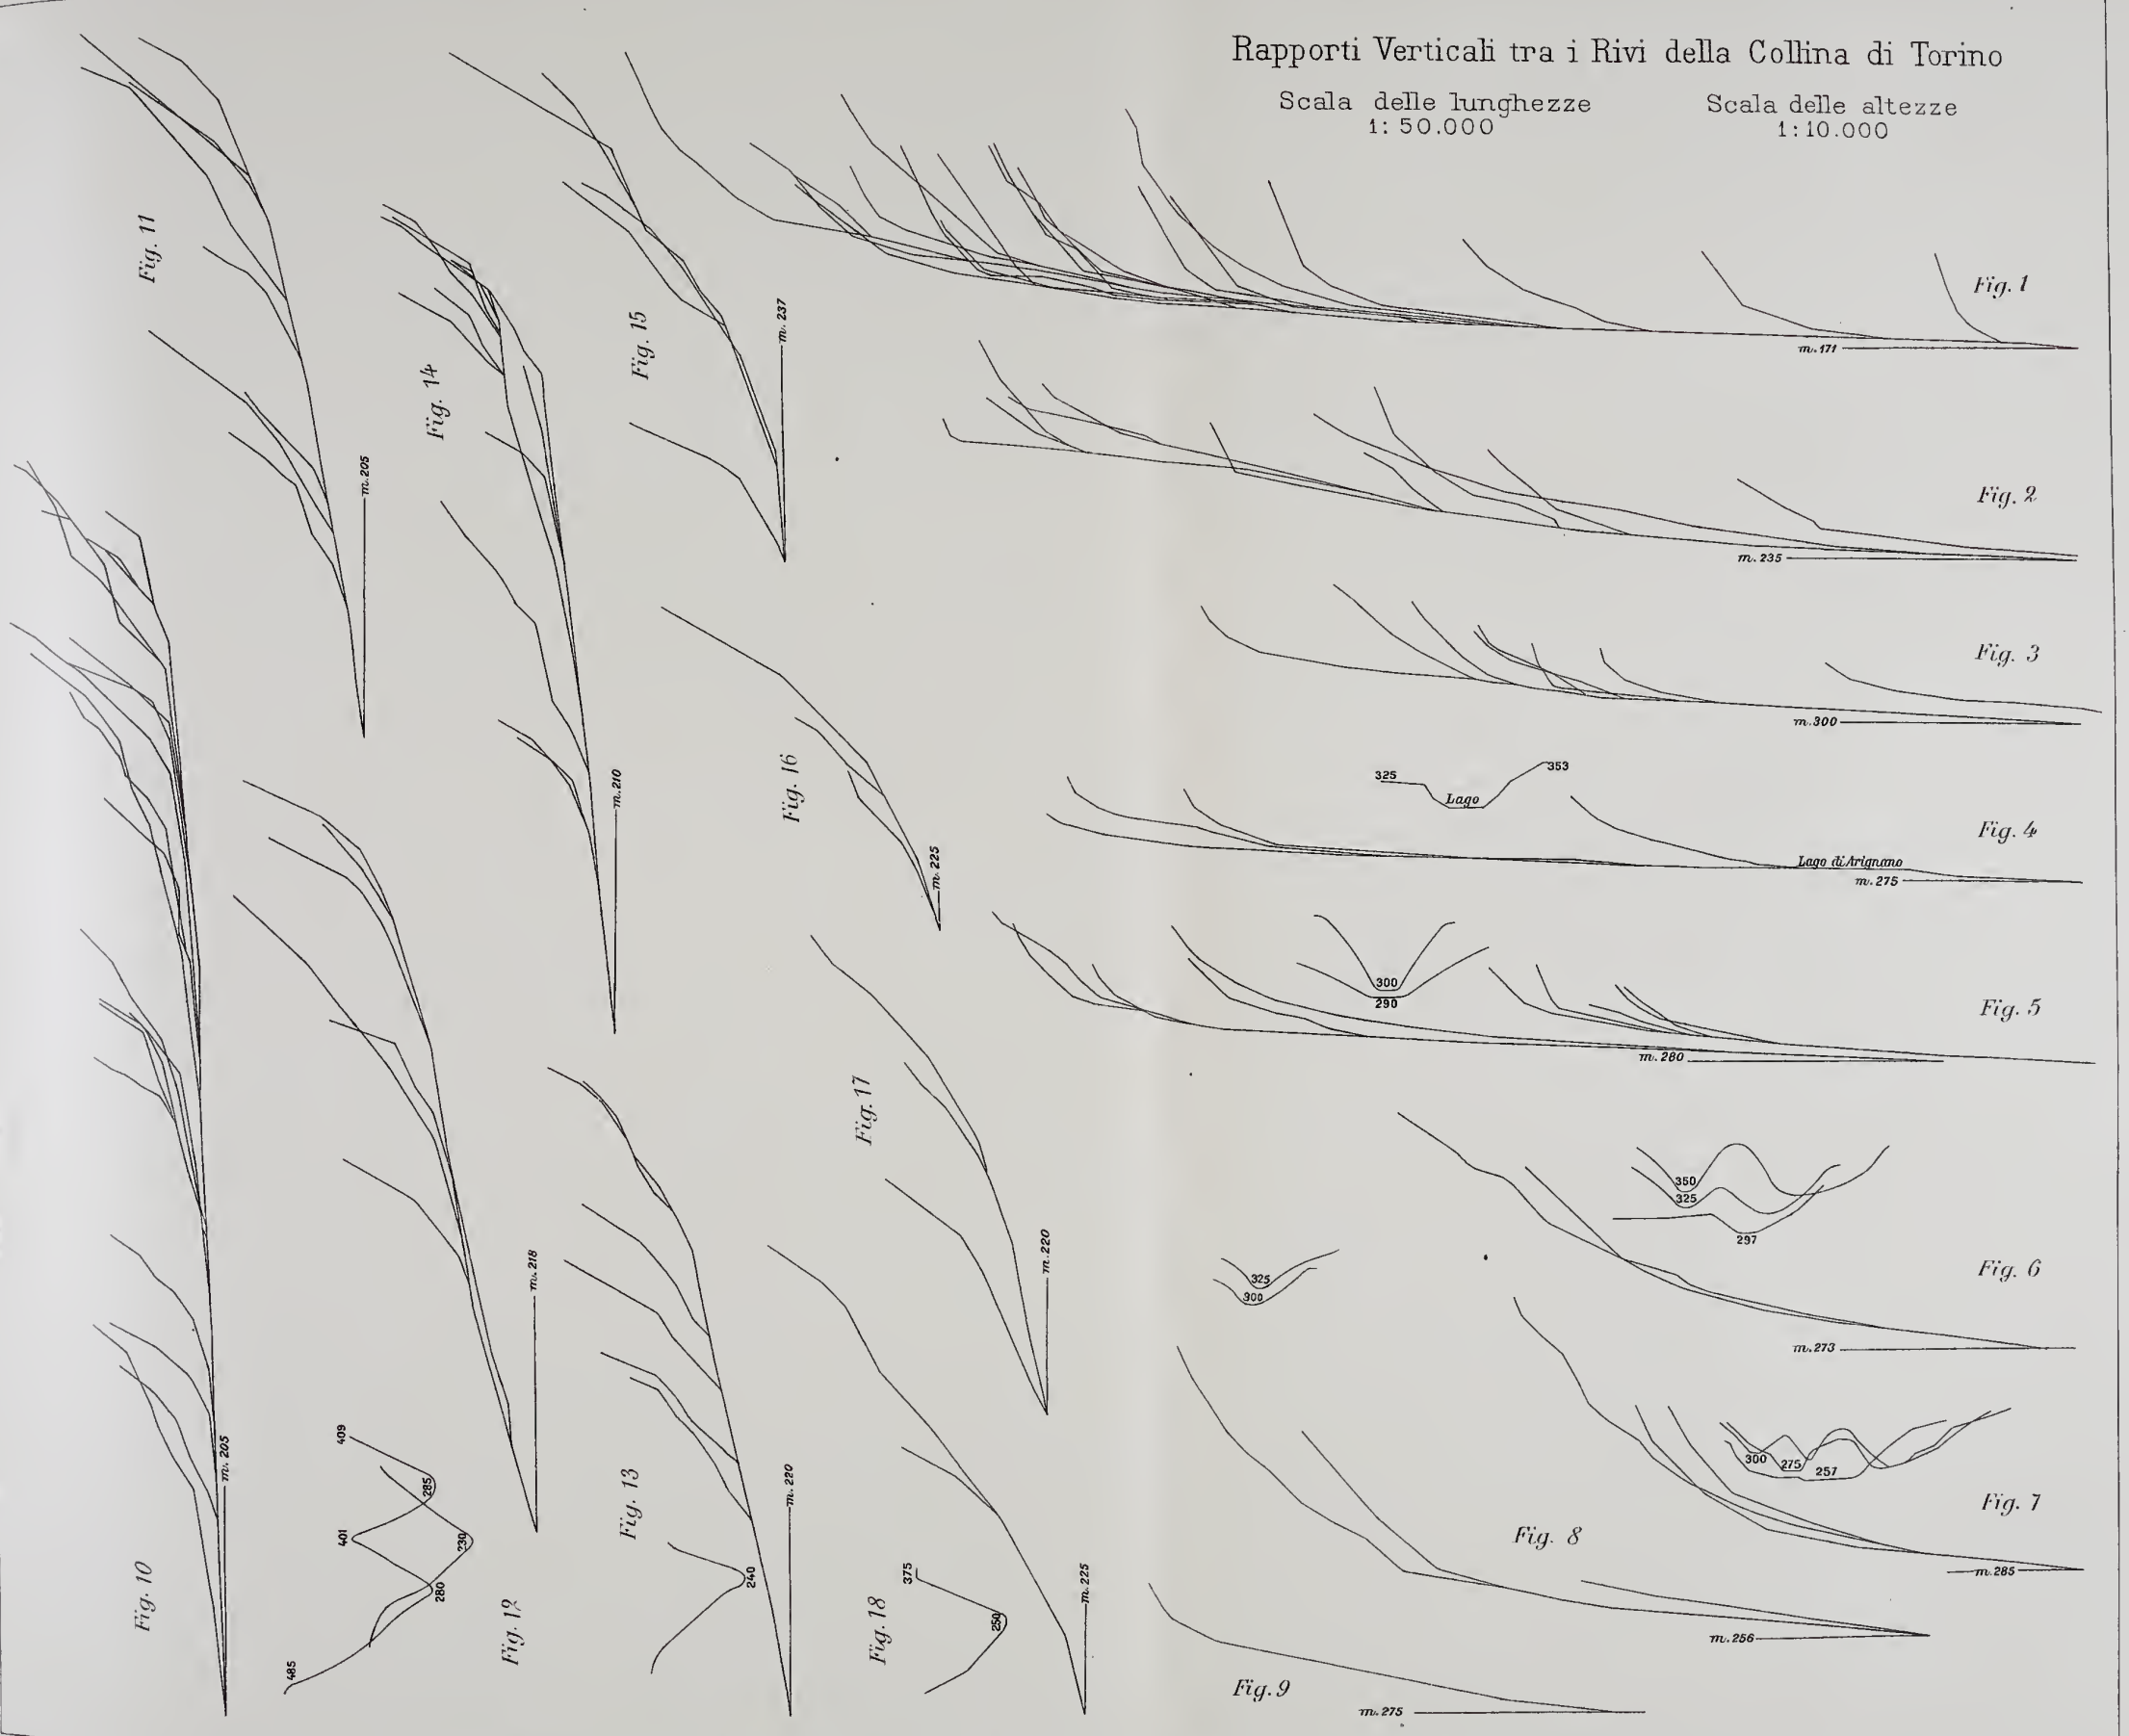 Rapporti Verticali tra i Rivi della Collina di Torino
Scala delle lunghezze
1:50.000
Scala delle altezze
1:10.000
Fig. 1
m. 171
Fig. 2
m. 235
Fig. 3
m. 300
325
353
Lago
Fig. 4
Lago di Arignano
m. 275
300
290
Fig. 5
m. 280
350
325
297
Fig. 6
m. 273
325
300
300
275
257
Fig. 7
m. 285
Fig. 8
m. 256
Fig. 9
m. 275
Fig. 10
m. 205
Fig. 11
m. 205
409
285
401
230
280
485
Fig. 12
m. 218
Fig. 13
240
m. 220
Fig. 14
m. 210
Fig. 15
m. 237
Fig. 16
m. 225
Fig. 17
m. 220
Fig. 18
375
250
m. 225